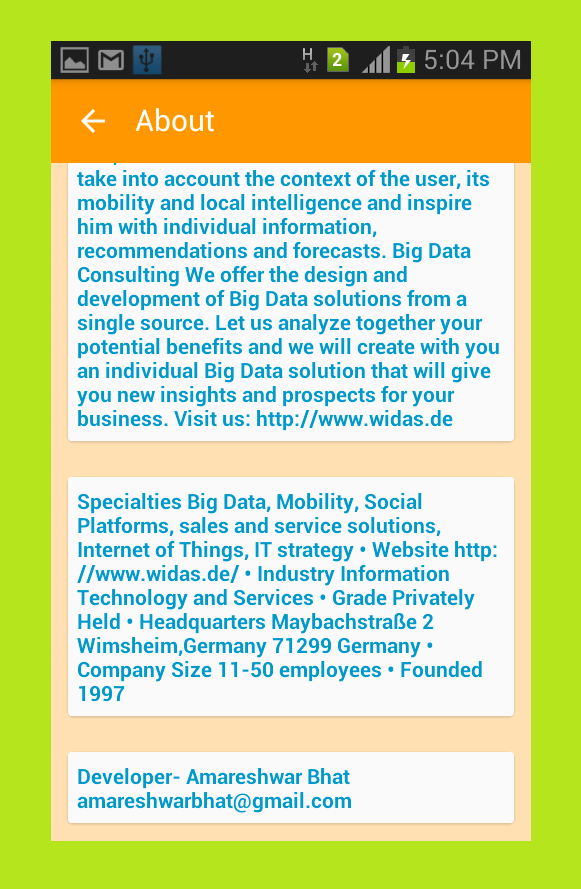 H 2 5:04 PM
About
take into account the context of the user, its
mobility and local intelligence and inspire
him with individual information,
recommendations and forecasts. Big Data
Consulting We offer the design and
development of Big Data solutions from a
single source. Let us analyze together your
potential benefits and we will create with you
an individual Big Data solution that will give
you new insights and prospects for your
business. Visit us: http://www.widas.de
Specialties Big Data, Mobility, Social
Platforms, sales and service solutions,
Internet of Things, IT strategy • Website http:
//www.widas.de/ • Industry Information
Technology and Services • Grade Privately
Held • Headquarters Maybachstraße 2
Wimsheim,Germany 71299 Germany •
Company Size 11-50 employees • Founded
1997
Developer- Amareshwar Bhat
amareshwarbhat@gmail.com